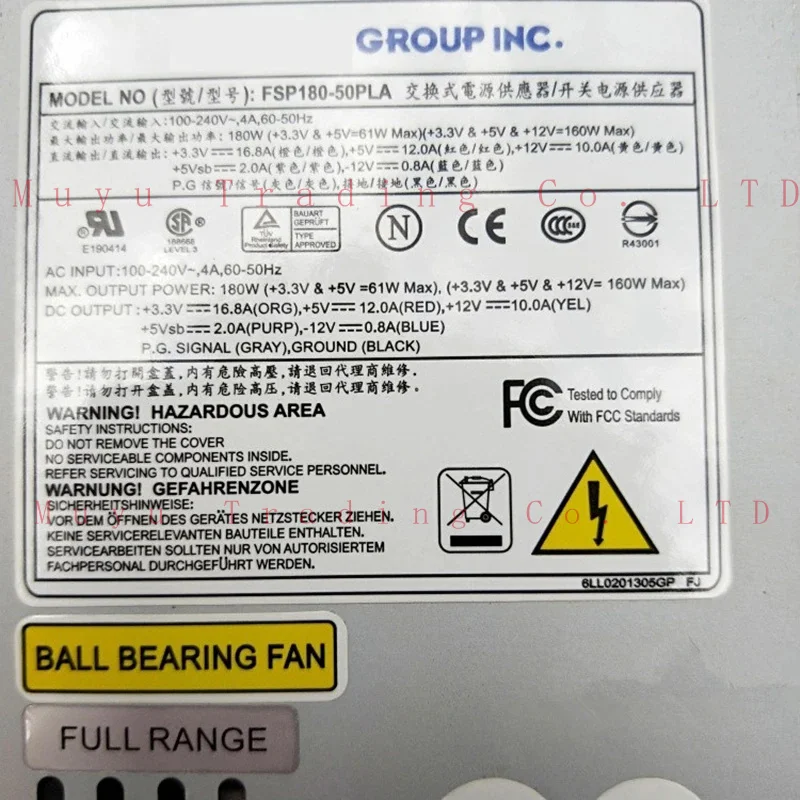 GROUP INC.
MODEL NO (型號/型号): FSP180-50PLA 交換式電源供應器/开关电源供应器
交流輸入/交流输入:100-240V~,4A,60-50Hz
最大輸出功率/最大输出功率: 180W (+3.3V & +5V=61W Max)(+3.3V & +5V & +12V=160W Max)
直流輸出/直流输出:+3.3V⎓16.8A(橙色/橙色),+5V⎓12.0A(紅色/红色),+12V⎓10.0A(黃色/黄色)
+5Vsb⎓2.0A(紫色/紫色),-12V⎓0.8A(藍色/蓝色)
P.G 信號/信号(灰色/灰色),接地/接地(黑色/黑色)
Muyu Trading Co. LTD
E190414
LEVEL 3
TÜV Rheinland Product Safety
BAUART GEPRÜFT
TYPE APPROVED
N
CE
CCC
R43001
AC INPUT:100-240V~,4A,60-50Hz
MAX. OUTPUT POWER: 180W (+3.3V & +5V =61W Max), (+3.3V & +5V & +12V= 160W Max)
DC OUTPUT: +3.3V⎓16.8A(ORG),+5V⎓12.0A(RED),+12V⎓10.0A(YEL)
+5Vsb⎓2.0A(PURP),-12V⎓0.8A(BLUE)
P.G. SIGNAL (GRAY),GROUND (BLACK)
警告!請勿打開盒蓋,內有危險高壓,請退回代理商維修.
警告!请勿打开盒盖,内有危险高压,请退回代理商维修.
WARNING! HAZARDOUS AREA
SAFETY INSTRUCTIONS:
DO NOT REMOVE THE COVER
NO SERVICEABLE COMPONENTS INSIDE.
REFER SERVICING TO QUALIFIED SERVICE PERSONNEL.
FC Tested to Comply
With FCC Standards
WARNUNG! GEFAHRENZONE
SICHERHEITSHINWEISE:
VOR DEM ÖFFNEN DES GERÄTES NETZSTECKER ZIEHEN.
KEINE SERVICERELEVANTEN BAUTEILE ENTHALTEN.
SERVICEARBEITEN SOLLTEN NUR VON AUTORISIERTEM
FACHPERSONAL DURCHGEFÜHRT WERDEN.
Muyu Trading Co. LTD
6LL0201305GP FJ
BALL BEARING FAN
FULL RANGE